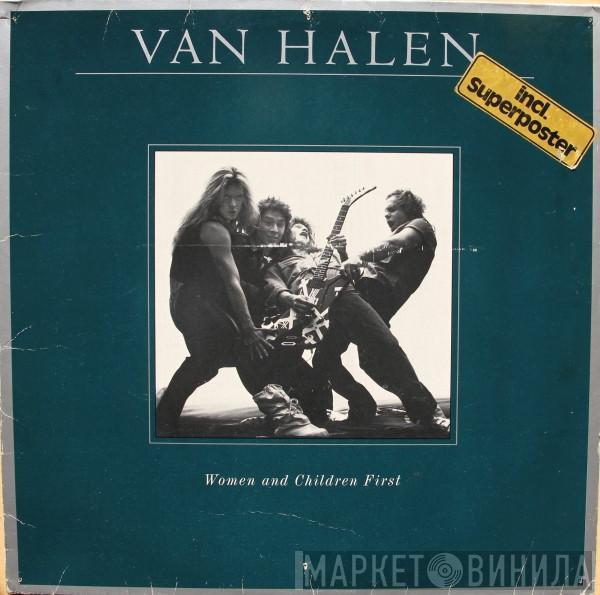 VAN HALEN
incl.
Superposter
Women and Children First
МАРКЕТ ВИНИЛА